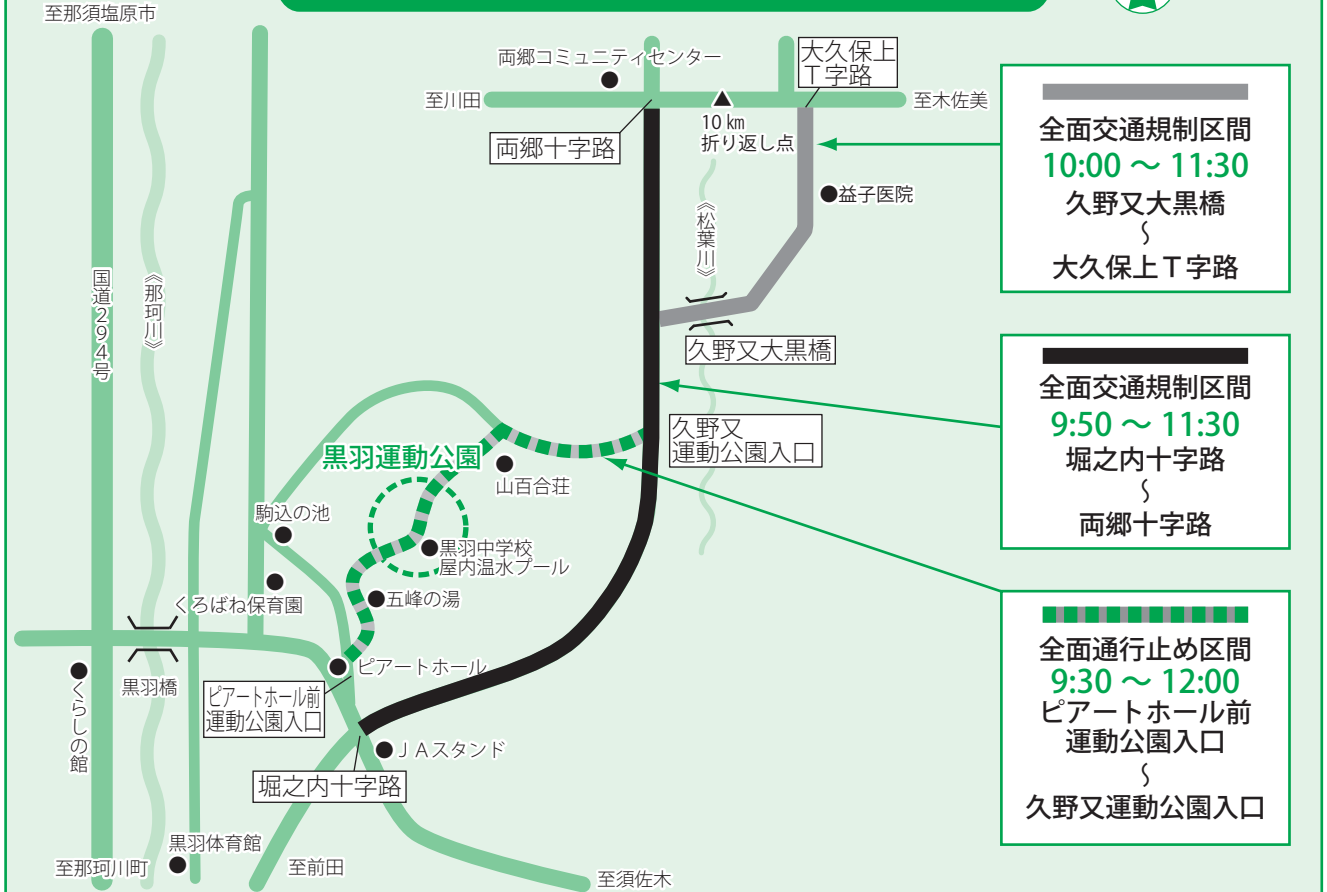 至那須塩原市
両郷コミュニティセンター
大久保上
T字路
至川田
至木佐美
10 km
折り返し点
両郷十字路
益子医院
《松葉川》
国道294号
《那珂川》
久野又大黒橋
久野又
運動公園入口
黒羽運動公園
山百合荘
駒込の池
黒羽中学校
屋内温水プール
くろばね保育園
五峰の湯
ピアートホール
黒羽橋
くらしの館
ピアートホール前
運動公園入口
JAスタンド
堀之内十字路
黒羽体育館
至那珂川町
至前田
至須佐木
全面交通規制区間
10:00 ～ 11:30
久野又大黒橋
～
大久保上T字路
全面交通規制区間
9:50 ～ 11:30
堀之内十字路
～
両郷十字路
全面通行止め区間
9:30 ～ 12:00
ピアートホール前
運動公園入口
～
久野又運動公園入口